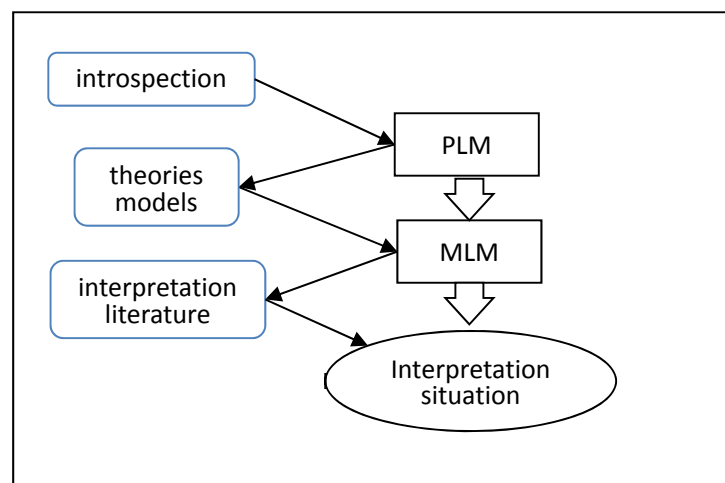 introspection
PLM
theories
models
MLM
interpretation
literature
Interpretation
situation